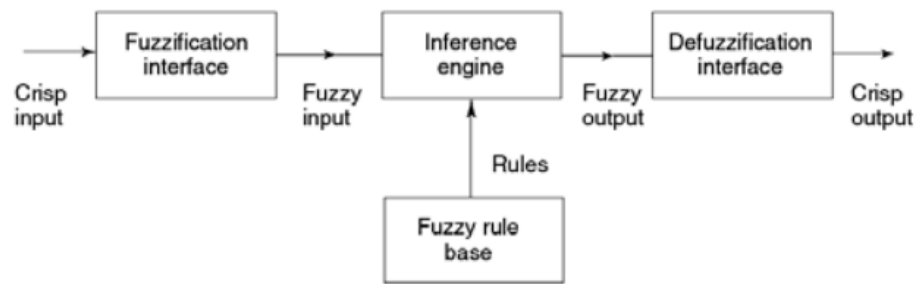 Fuzzification
interface
Inference
engine
Defuzzification
interface
Crisp
input
Fuzzy
input
Fuzzy
output
Crisp
output
Rules
Fuzzy rule
base